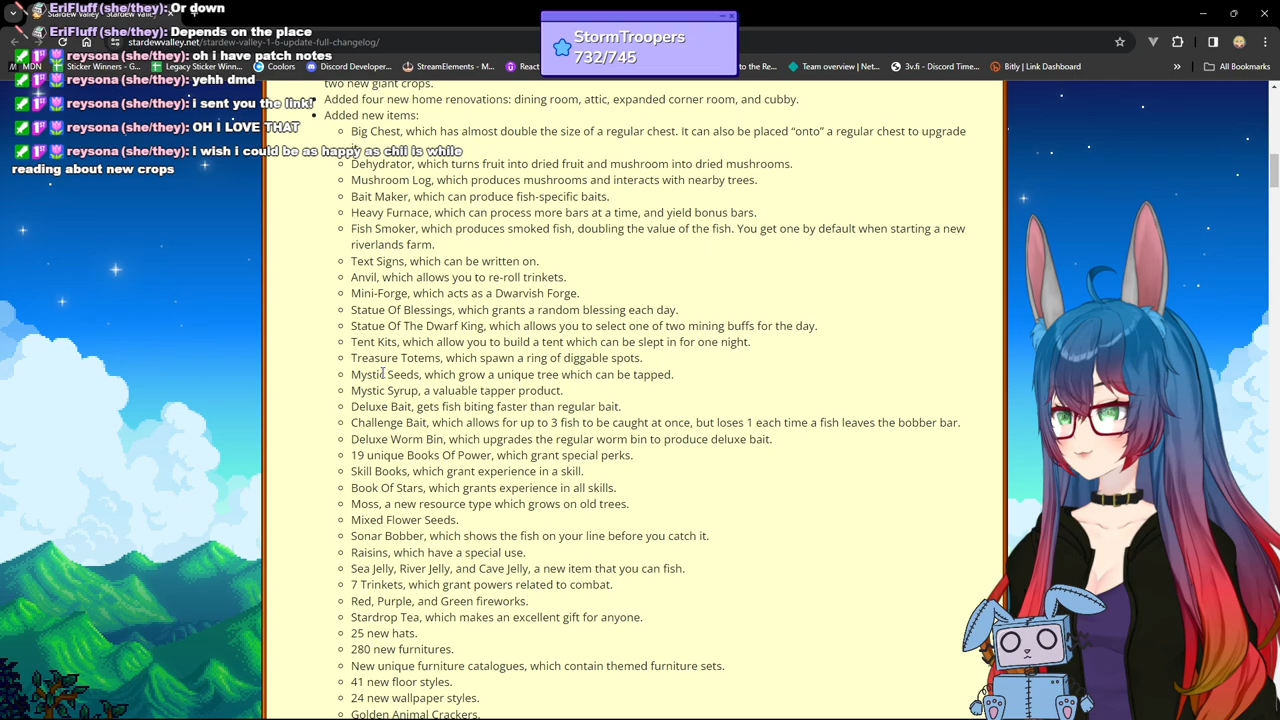 EriFluff (she/they): Or down
EriFluff (she/they): Depends on the place
stardewvalley.net/stardew-valley-1-6-update-full-changelog/
reysona (she/they): oh i have patch notes
MDN
Sticker Winners - G...
Legacy Sticker Winn...
Coolors
Discord Developer...
StreamElements - M...
All Bookmarks
to the Re...
Team overview | Net...
Emoji List
Bitly | Link Dashboard
reysona (she/they): yehh dmd
reysona (she/they): i sent you the link!
reysona (she/they): OH I LOVE THAT
reysona (she/they): i wish i could be as happy as chii is while
reading about new crops
StormTroopers
732/745
two new giant crops.
Added four new home renovations: dining room, attic, expanded corner room, and cubby.
Added new items:
Big Chest, which has almost double the size of a regular chest. It can also be placed “onto” a regular chest to upgrade
Dehydrator, which turns fruit into dried fruit and mushroom into dried mushrooms.
Mushroom Log, which produces mushrooms and interacts with nearby trees.
Bait Maker, which can produce fish-specific baits.
Heavy Furnace, which can process more bars at a time, and yield bonus bars.
Fish Smoker, which produces smoked fish, doubling the value of the fish. You get one by default when starting a new
riverlands farm.
Text Signs, which can be written on.
Anvil, which allows you to re-roll trinkets.
Mini-Forge, which acts as a Dwarvish Forge.
Statue Of Blessings, which grants a random blessing each day.
Statue Of The Dwarf King, which allows you to select one of two mining buffs for the day.
Tent Kits, which allow you to build a tent which can be slept in for one night.
Treasure Totems, which spawn a ring of diggable spots.
Mystic Seeds, which grow a unique tree which can be tapped.
Mystic Syrup, a valuable tapper product.
Deluxe Bait, gets fish biting faster than regular bait.
Challenge Bait, which allows for up to 3 fish to be caught at once, but loses 1 each time a fish leaves the bobber bar.
Deluxe Worm Bin, which upgrades the regular worm bin to produce deluxe bait.
19 unique Books Of Power, which grant special perks.
Skill Books, which grant experience in a skill.
Book Of Stars, which grants experience in all skills.
Moss, a new resource type which grows on old trees.
Mixed Flower Seeds.
Sonar Bobber, which shows the fish on your line before you catch it.
Raisins, which have a special use.
Sea Jelly, River Jelly, and Cave Jelly, a new item that you can fish.
7 Trinkets, which grant powers related to combat.
Red, Purple, and Green fireworks.
Stardrop Tea, which makes an excellent gift for anyone.
25 new hats.
280 new furnitures.
New unique furniture catalogues, which contain themed furniture sets.
41 new floor styles.
24 new wallpaper styles.
Golden Animal Crackers.